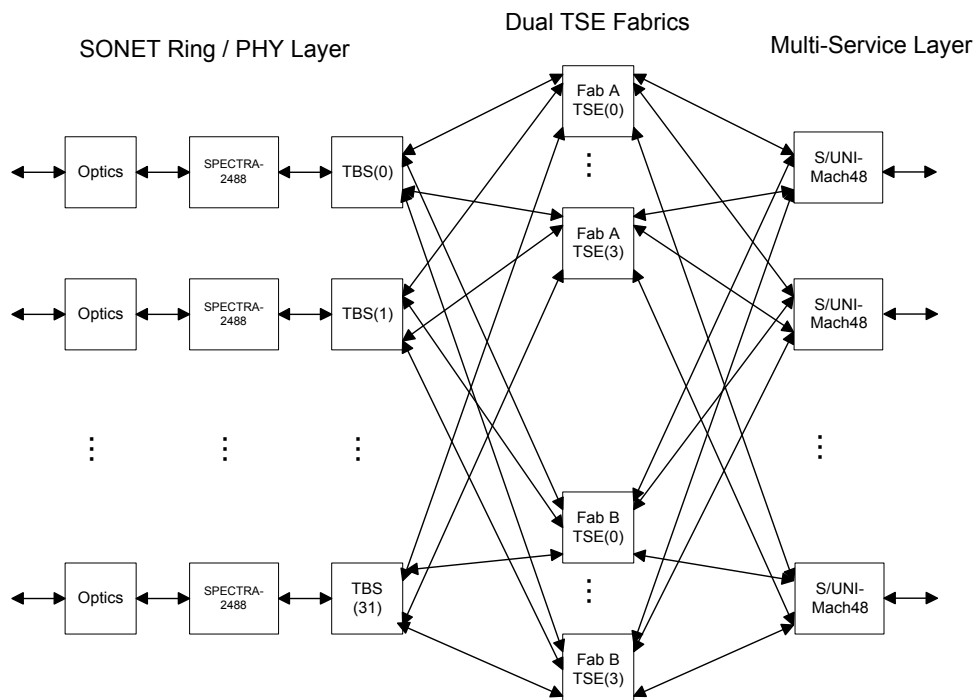 Dual TSE Fabrics
SONET Ring / PHY Layer
Multi-Service Layer
Fab A
TSE(0)
Optics
SPECTRA-
2488
TBS(0)
S/UNI-
Mach48
Fab A
TSE(3)
Optics
SPECTRA-
2488
TBS(1)
S/UNI-
Mach48
Fab B
TSE(0)
Optics
SPECTRA-
2488
TBS
(31)
S/UNI-
Mach48
Fab B
TSE(3)